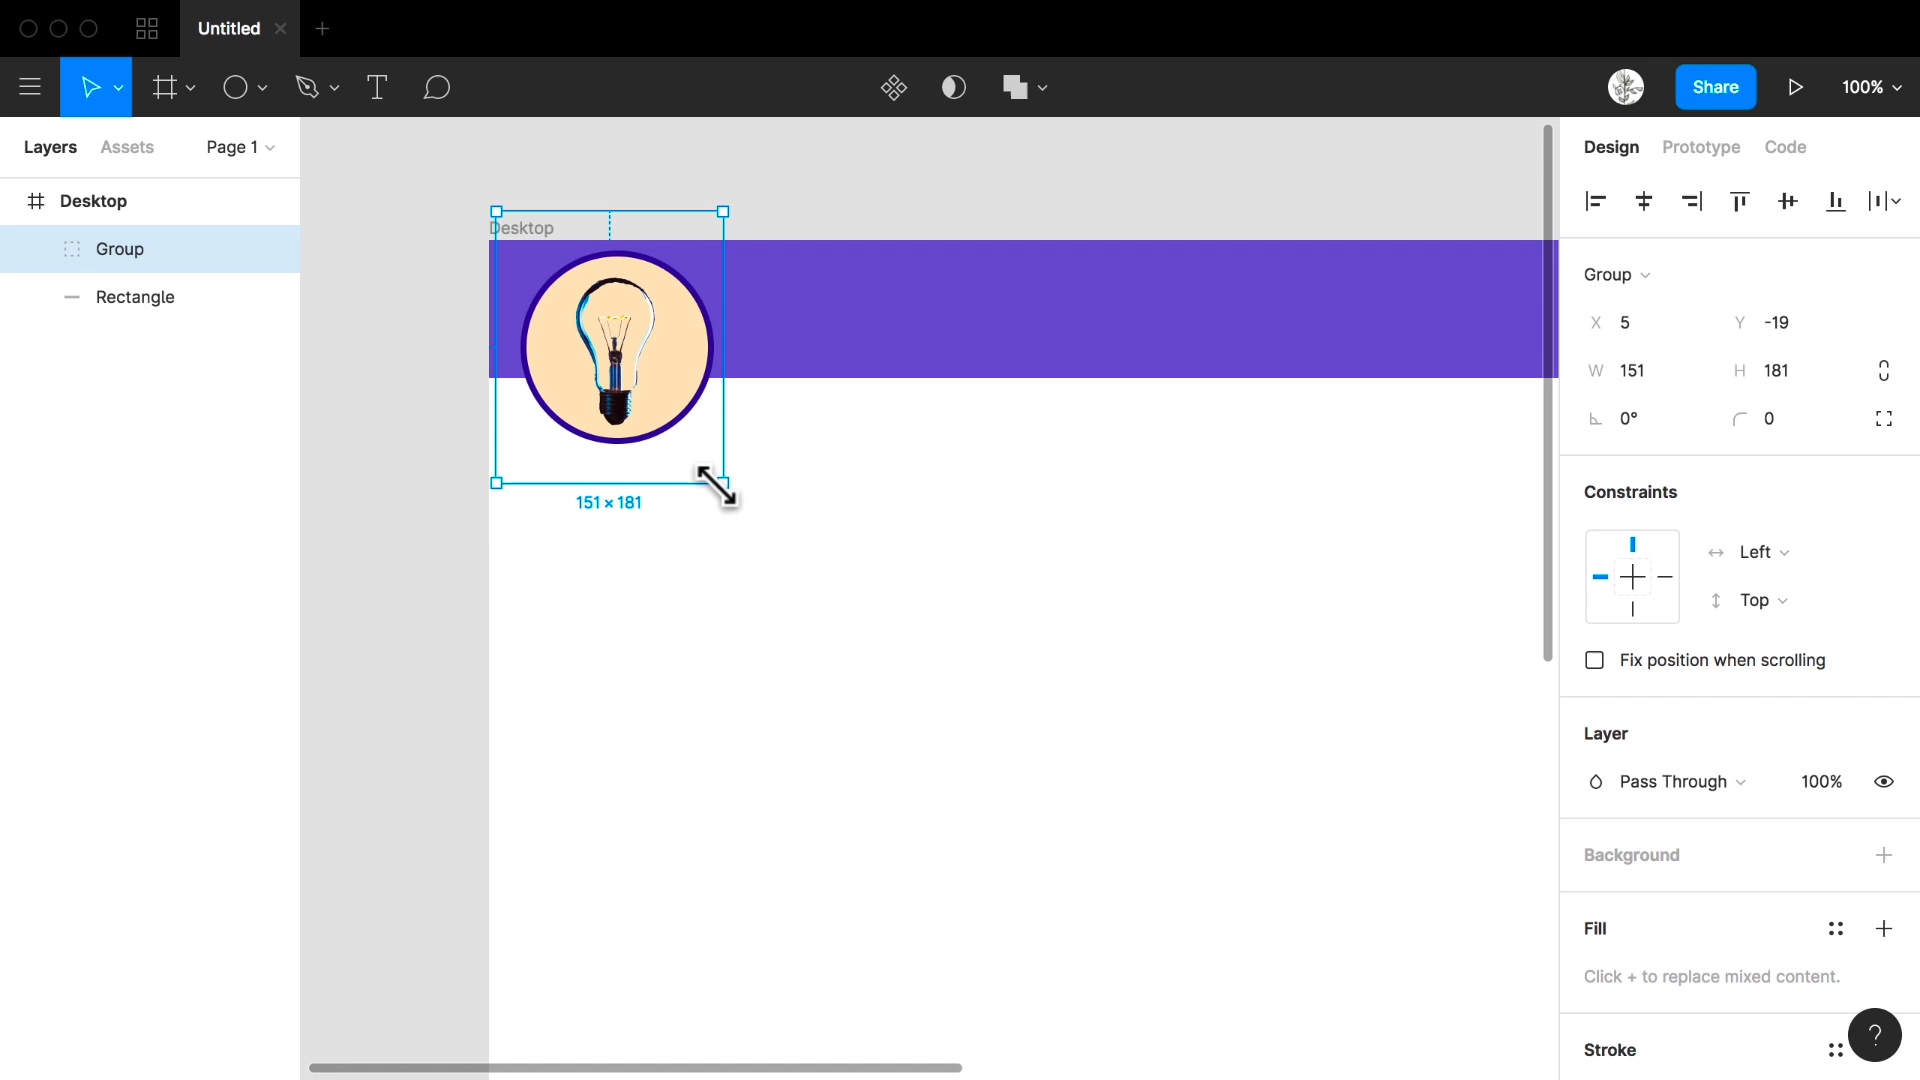 Untitled
Share
100%
Layers
Assets
Page 1
Design
Prototype
Code
Desktop
Group
Rectangle
Desktop
151 × 181
Group
X 5
Y -19
W 151
H 181
0°
0
Constraints
Left
Top
Fix position when scrolling
Layer
Pass Through
100%
Background
Fill
Click + to replace mixed content.
Stroke
?